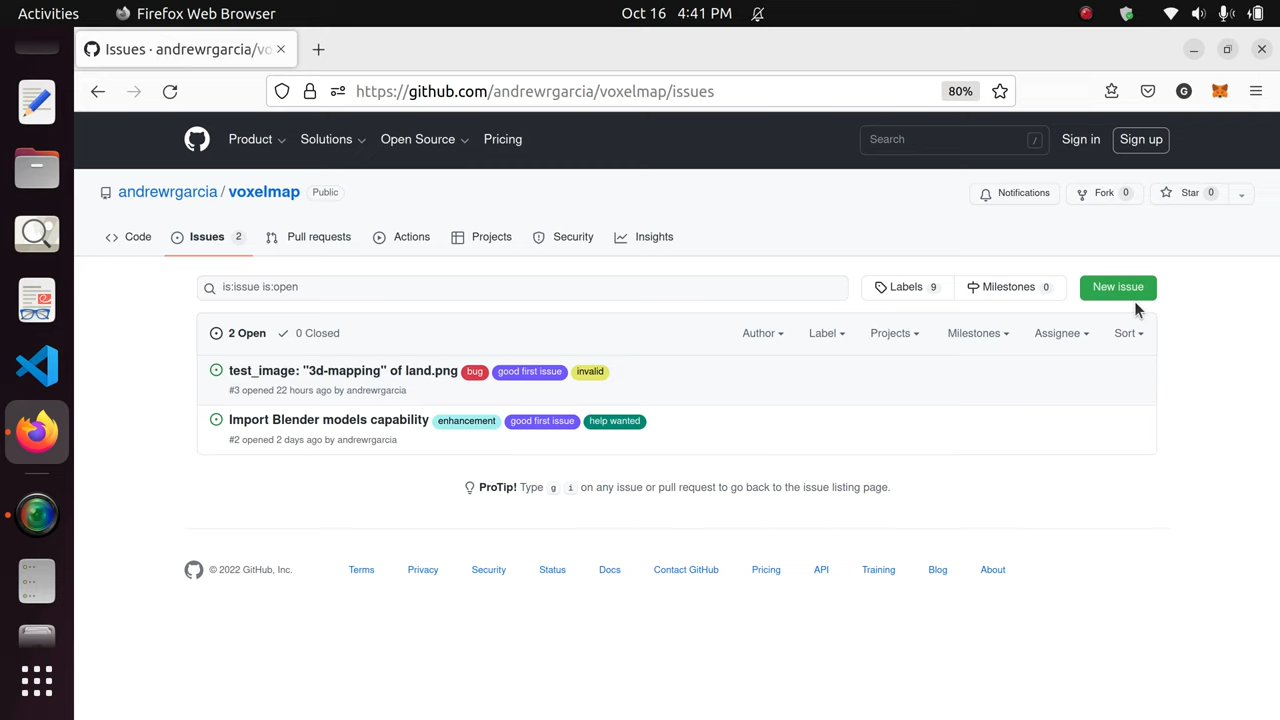 Activities Firefox Web Browser Oct 16 4:41 PM
Issues · andrewrgarcia/vo
https://github.com/andrewrgarcia/voxelmap/issues 80% G
Product Solutions Open Source Pricing Search / Sign in Sign up
andrewrgarcia / voxelmap Public Notifications Fork 0 Star 0
Code Issues 2 Pull requests Actions Projects Security Insights
is:issue is:open Labels 9 Milestones 0 New issue
2 Open 0 Closed Author Label Projects Milestones Assignee Sort
test_image: "3d-mapping" of land.png bug good first issue invalid
#3 opened 22 hours ago by andrewrgarcia
Import Blender models capability enhancement good first issue help wanted
#2 opened 2 days ago by andrewrgarcia
ProTip! Type g i on any issue or pull request to go back to the issue listing page.
© 2022 GitHub, Inc. Terms Privacy Security Status Docs Contact GitHub Pricing API Training Blog About